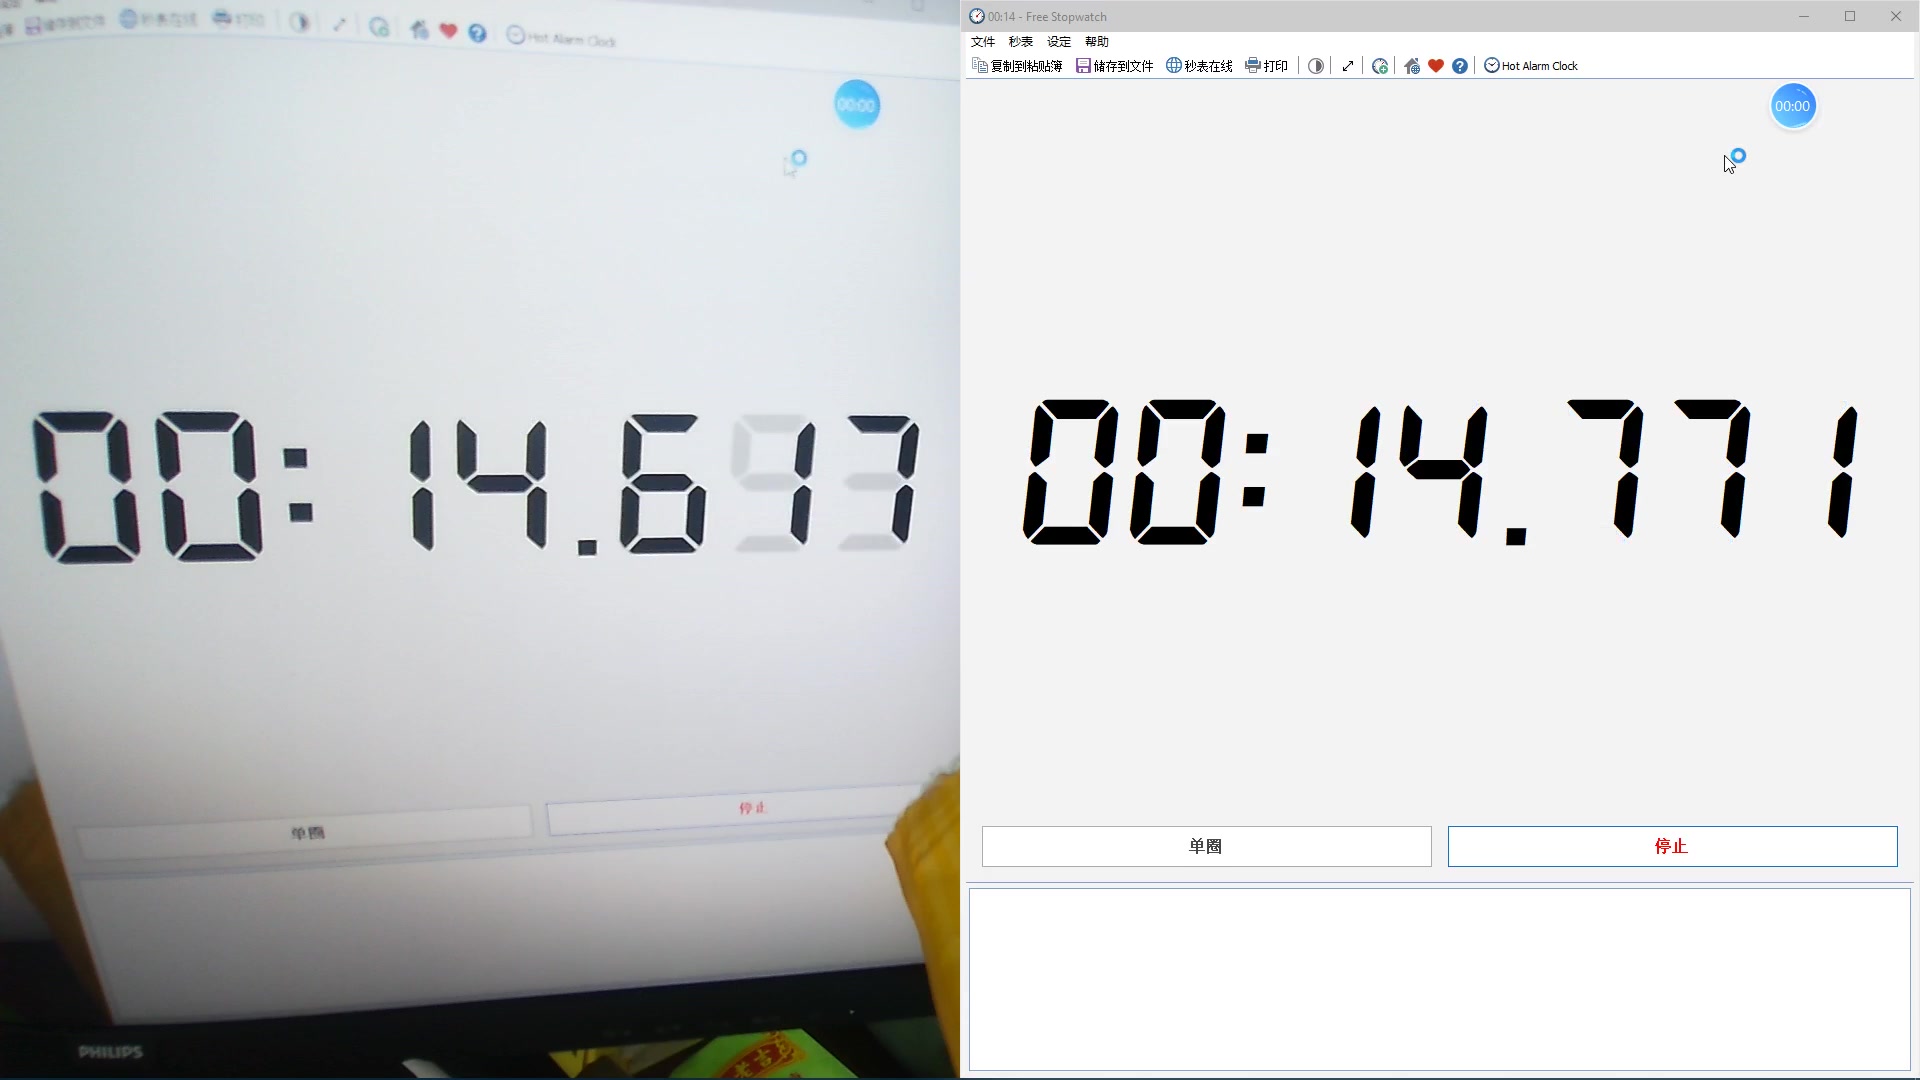 储存到文件 秒表在线 打印 Hot Alarm Clock
00:00
00:14.617
单圈 停止
PHILIPS
00:14 - Free Stopwatch
文件 秒表 设定 帮助
复制到粘贴簿 储存到文件 秒表在线 打印 Hot Alarm Clock
00:00
00:14.771
单圈 停止